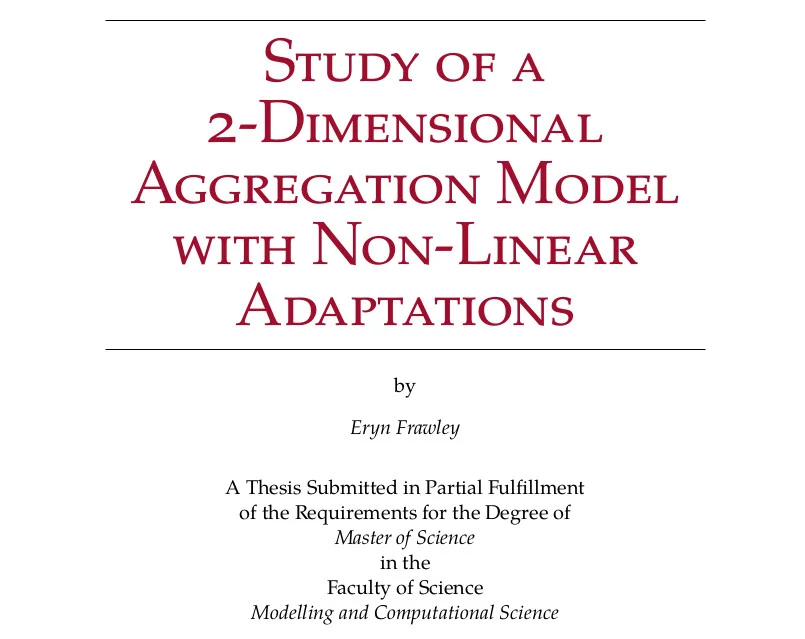 Study of a
2-Dimensional
Aggregation Model
with Non-Linear
Adaptations
by
Eryn Frawley
A Thesis Submitted in Partial Fulfillment
of the Requirements for the Degree of
Master of Science
in the
Faculty of Science
Modelling and Computational Science